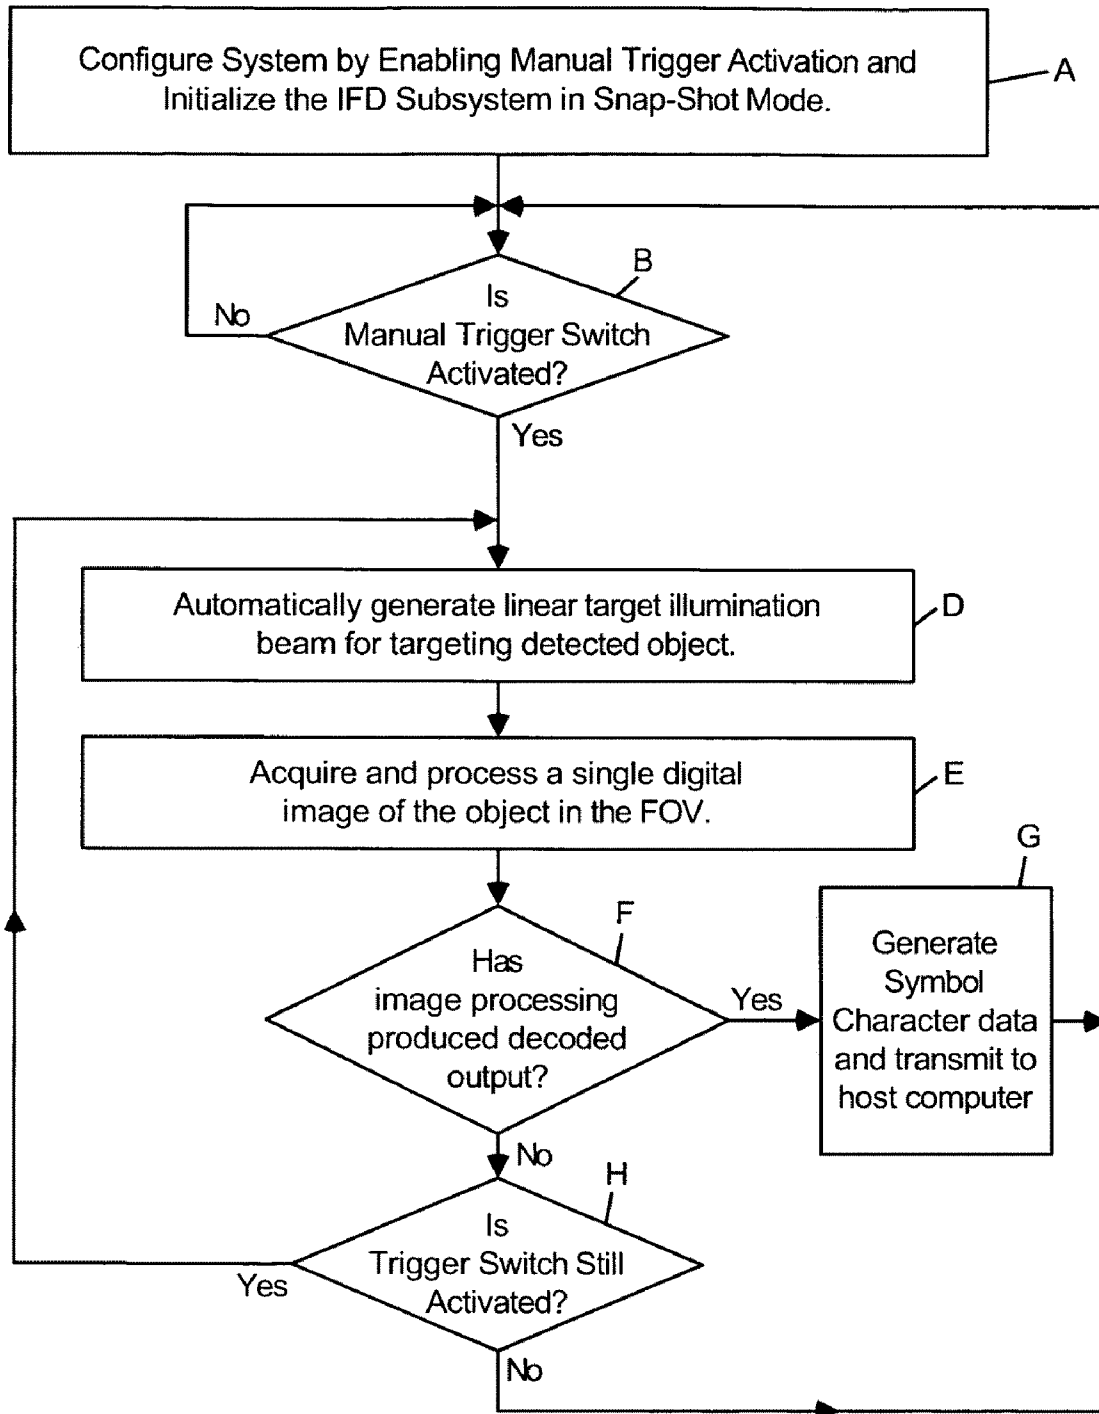 Configure System by Enabling Manual Trigger Activation and
Initialize the IFD Subsystem in Snap-Shot Mode.
A
B
Is
Manual Trigger Switch
Activated?
No
Yes
Automatically generate linear target illumination
beam for targeting detected object.
D
Acquire and process a single digital
image of the object in the FOV.
E
F
Has
image processing
produced decoded
output?
Yes
G
Generate
Symbol
Character data
and transmit to
host computer
No
H
Is
Trigger Switch Still
Activated?
Yes
No